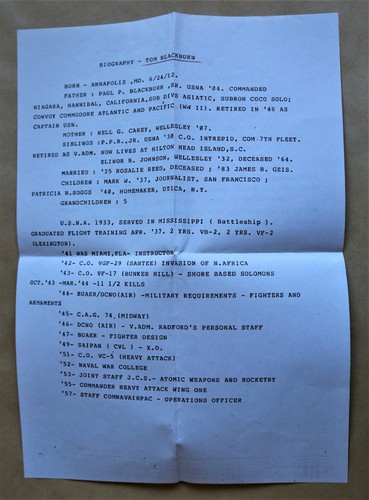 BIOGRAPHY - TOM BLACKBURN
BORN - ANNAPOLIS ,MD. 6/24/12,
FATHER : PAUL P. BLACKBURN ,SR. USNA '04. COMMANDED
NIAGARA, HANNIBAL, CALIFORNIA,SUB DIVS ASIATIC, SUBRON COCO SOLO;
CONVOY COMMODORE ATLANTIC AND PACIFIC (WW II). RETIRED IN '46 AS
CAPTAIN USN.
MOTHER : NELL G. CAREY, WELLESLEY '07.
SIBLINGS :P.P.B.,JR. USNA '30 C.O. INTREPID, COM 7TH FLEET.
RETIRED AS V.ADM. NOW LIVES AT HILTON HEAD ISLAND,S.C.
ELINOR B. JOHNSON, WELLESLEY '32, DECEASED '64.
MARRIED : '35 ROSALIE REED, DECEASED ; '83 JAMES B. GEIS.
CHILDREN : MARK H. '37, JOURNALIST, SAN FRANCISCO ;
PATRICIA B.SOGGS '40, HOMEMAKER, UTICA, N.Y.
GRANDCHILDREN : 5
U.S.N.A. 1933, SERVED IN MISSISSIPPI ( Battleship ).
GRADUATED FLIGHT TRAINING APR. '37. 2 YRS. VB-2, 2 YRS. VF-2
(LEXINGTON).
'41 NAS MIAMI,FLA- INSTRUCTOR
'42- C.O. VGF-29 (SANTEE) INVASION OF N.AFRICA
'43- C.O. VF-17 (BUNKER HILL) - SHORE BASED SOLOMONS
OCT.'43 -MAR.'44 -11 1/2 KILLS
'44- BUAER/DCNO(AIR) -MILITARY REQUIREMENTS - FIGHTERS AND
ARMAMENTS
'45- C.A.G. 74 (MIDWAY)
'46- DCNO (AIR) - V.ADM. RADFORD'S PERSONAL STAFF
'47- BUAER - FIGHTER DESIGN
'49- SAIPAN ( CVL ) - X.O.
'51- C.O. VC-5 (HEAVY ATTACK)
'52- NAVAL WAR COLLEGE
'53- JOINT STAFF J.C.S.- ATOMIC WEAPONS AND ROCKETRY
'55- COMMANDER HEAVY ATTACK WING ONE
'57- STAFF COMNAVAIRPAC - OPERATIONS OFFICER